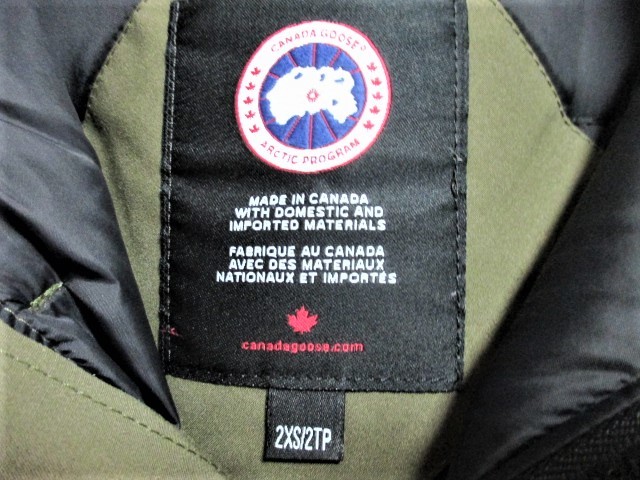 CANADA GOOSE
ARCTIC PROGRAM
MADE IN CANADA
WITH DOMESTIC AND
IMPORTED MATERIALS
FABRIQUE AU CANADA
AVEC DES MATERIAUX
NATIONAUX ET IMPORTÉS
canadagoose.com
2XS/2TP